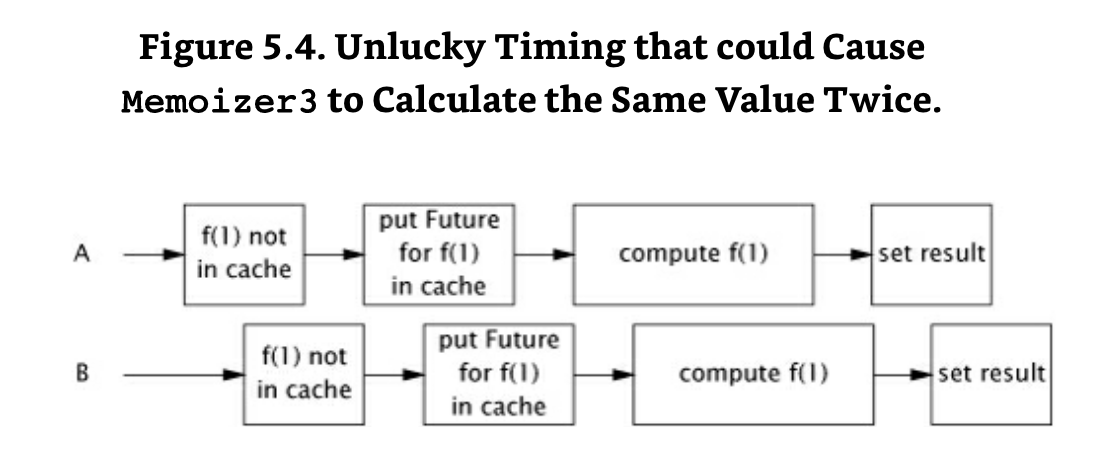 Figure 5.4. Unlucky Timing that could Cause
Memoizer3 to Calculate the Same Value Twice.
A
f(1) not
in cache
put Future
for f(1)
in cache
compute f(1)
set result
B
f(1) not
in cache
put Future
for f(1)
in cache
compute f(1)
set result